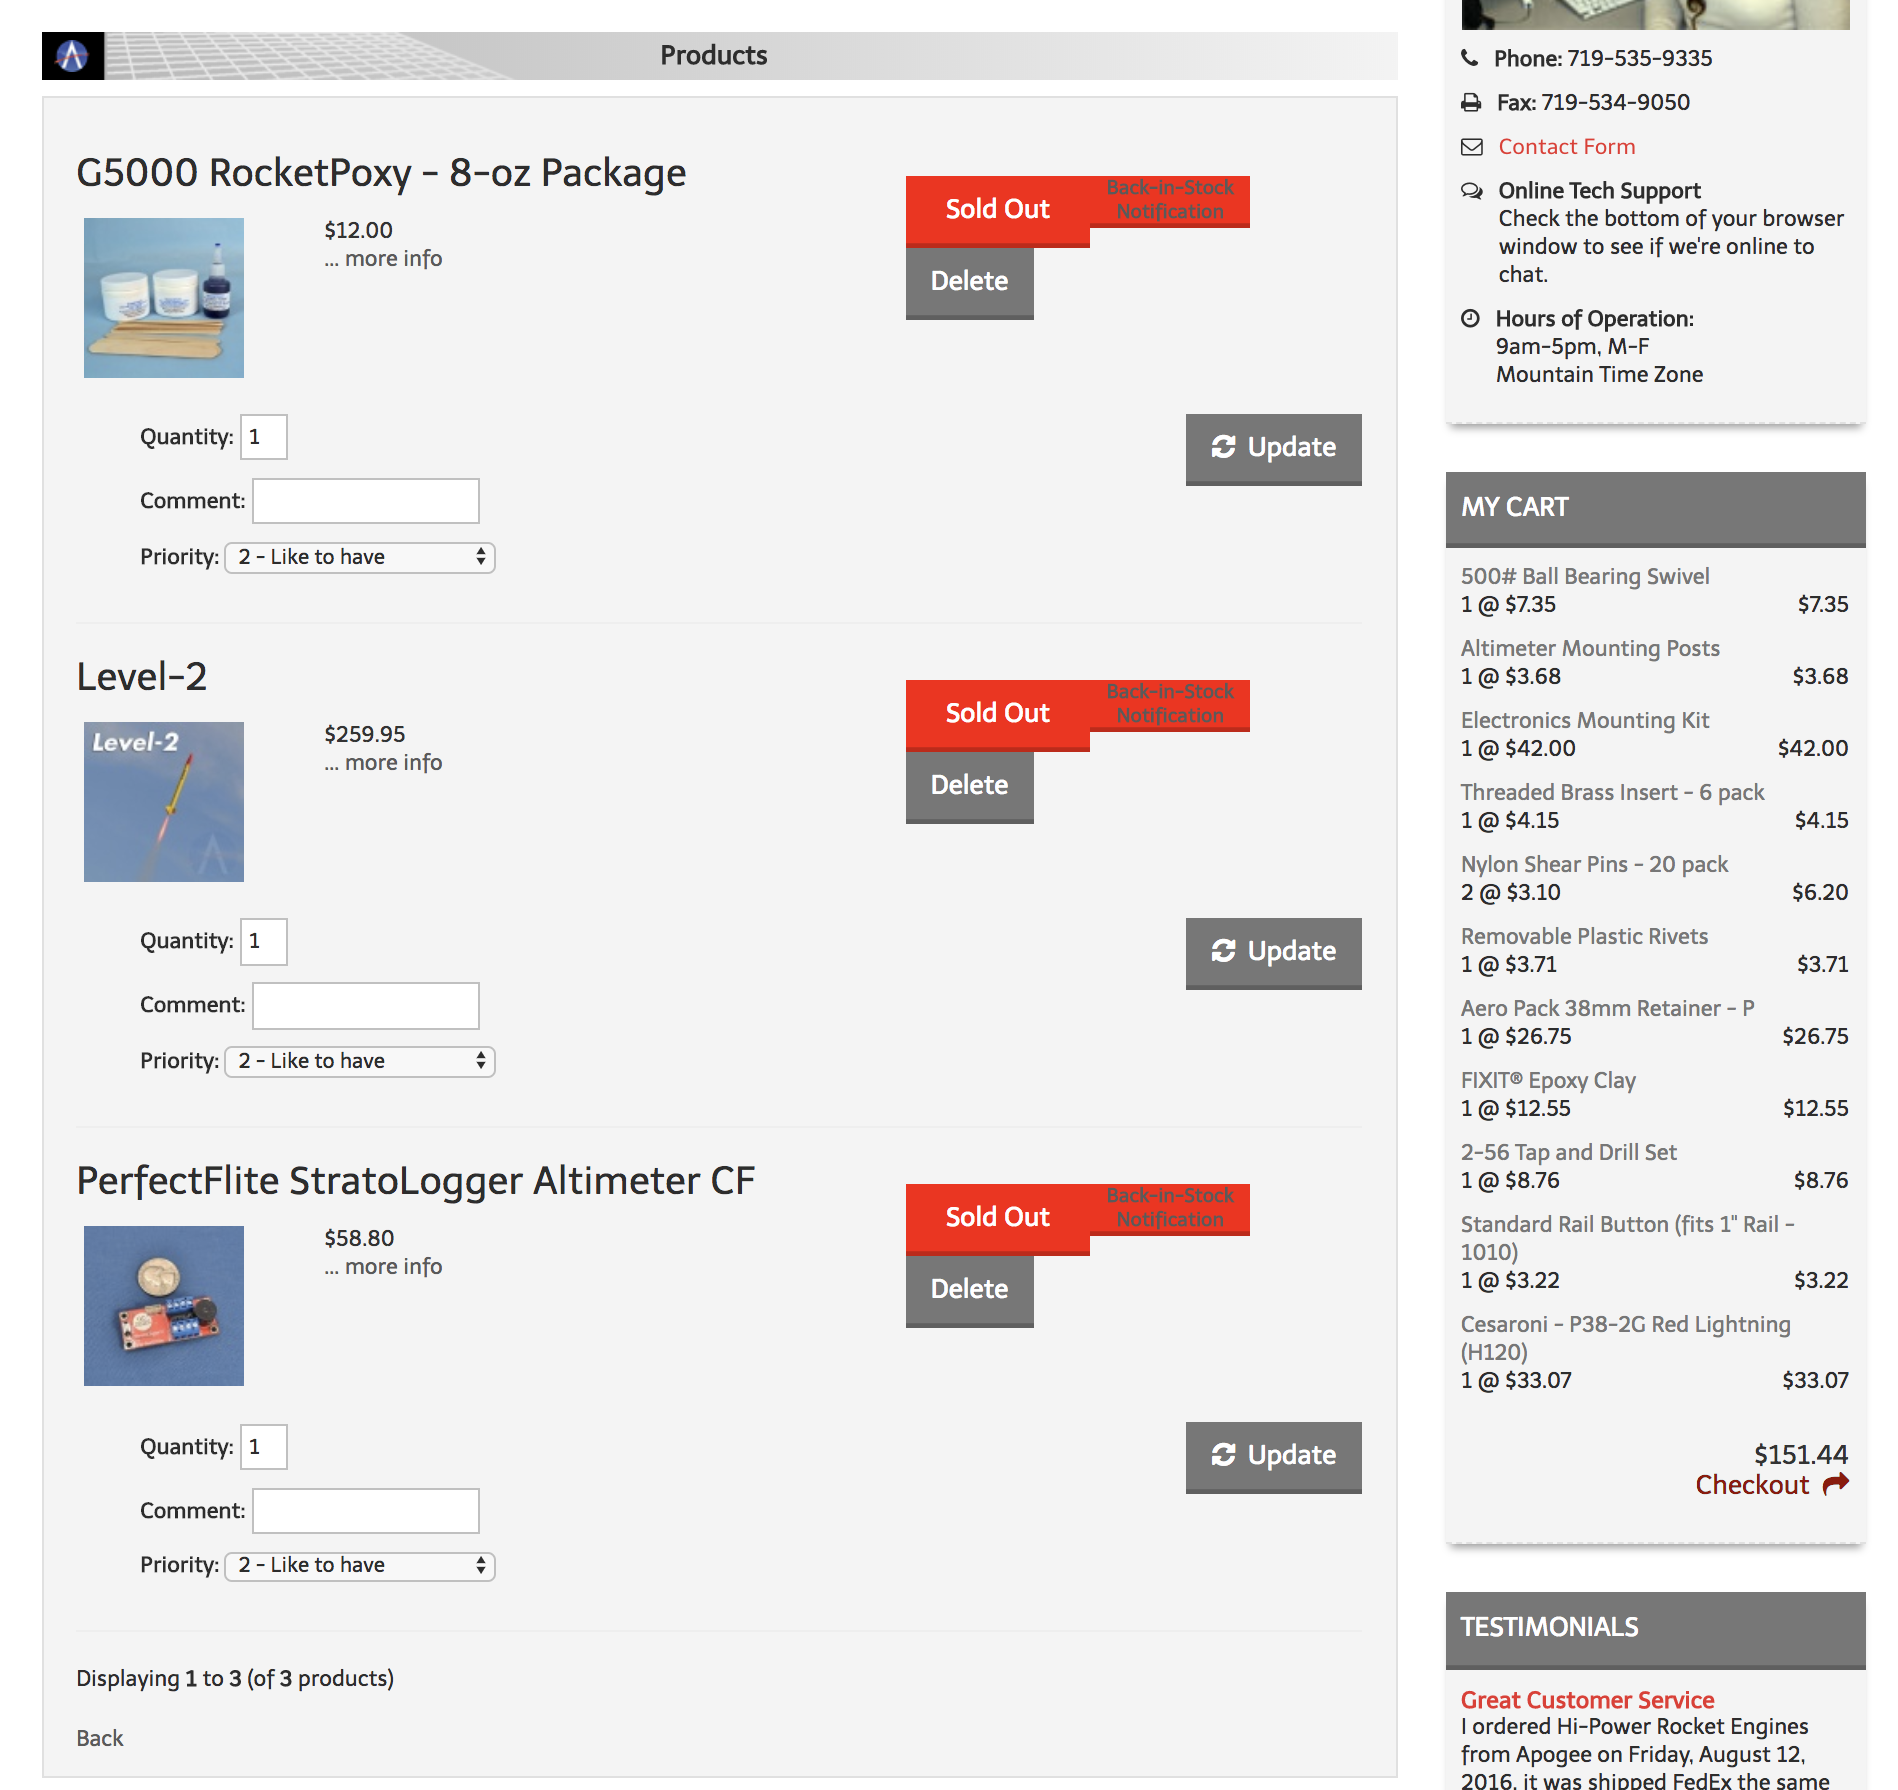 Products
G5000 RocketPoxy - 8-oz Package
$12.00
... more info
Sold Out
Back-in-Stock
Notification
Delete
Quantity: 1
Update
Comment:
Priority: 2 - Like to have
Level-2
Level-2
$259.95
... more info
Sold Out
Back-in-Stock
Notification
Delete
Quantity: 1
Update
Comment:
Priority: 2 - Like to have
PerfectFlite StratoLogger Altimeter CF
$58.80
... more info
Sold Out
Back-in-Stock
Notification
Delete
Quantity: 1
Update
Comment:
Priority: 2 - Like to have
Displaying 1 to 3 (of 3 products)
Back
Phone: 719-535-9335
Fax: 719-534-9050
Contact Form
Online Tech Support
Check the bottom of your browser
window to see if we're online to
chat.
Hours of Operation:
9am-5pm, M-F
Mountain Time Zone
MY CART
500# Ball Bearing Swivel
1 @ $7.35 $7.35
Altimeter Mounting Posts
1 @ $3.68 $3.68
Electronics Mounting Kit
1 @ $42.00 $42.00
Threaded Brass Insert - 6 pack
1 @ $4.15 $4.15
Nylon Shear Pins - 20 pack
2 @ $3.10 $6.20
Removable Plastic Rivets
1 @ $3.71 $3.71
Aero Pack 38mm Retainer - P
1 @ $26.75 $26.75
FIXIT® Epoxy Clay
1 @ $12.55 $12.55
2-56 Tap and Drill Set
1 @ $8.76 $8.76
Standard Rail Button (fits 1" Rail -
1010)
1 @ $3.22 $3.22
Cesaroni - P38-2G Red Lightning
(H120)
1 @ $33.07 $33.07
$151.44
Checkout
TESTIMONIALS
Great Customer Service
I ordered Hi-Power Rocket Engines
from Apogee on Friday, August 12,
2016, it was shipped FedEx the same